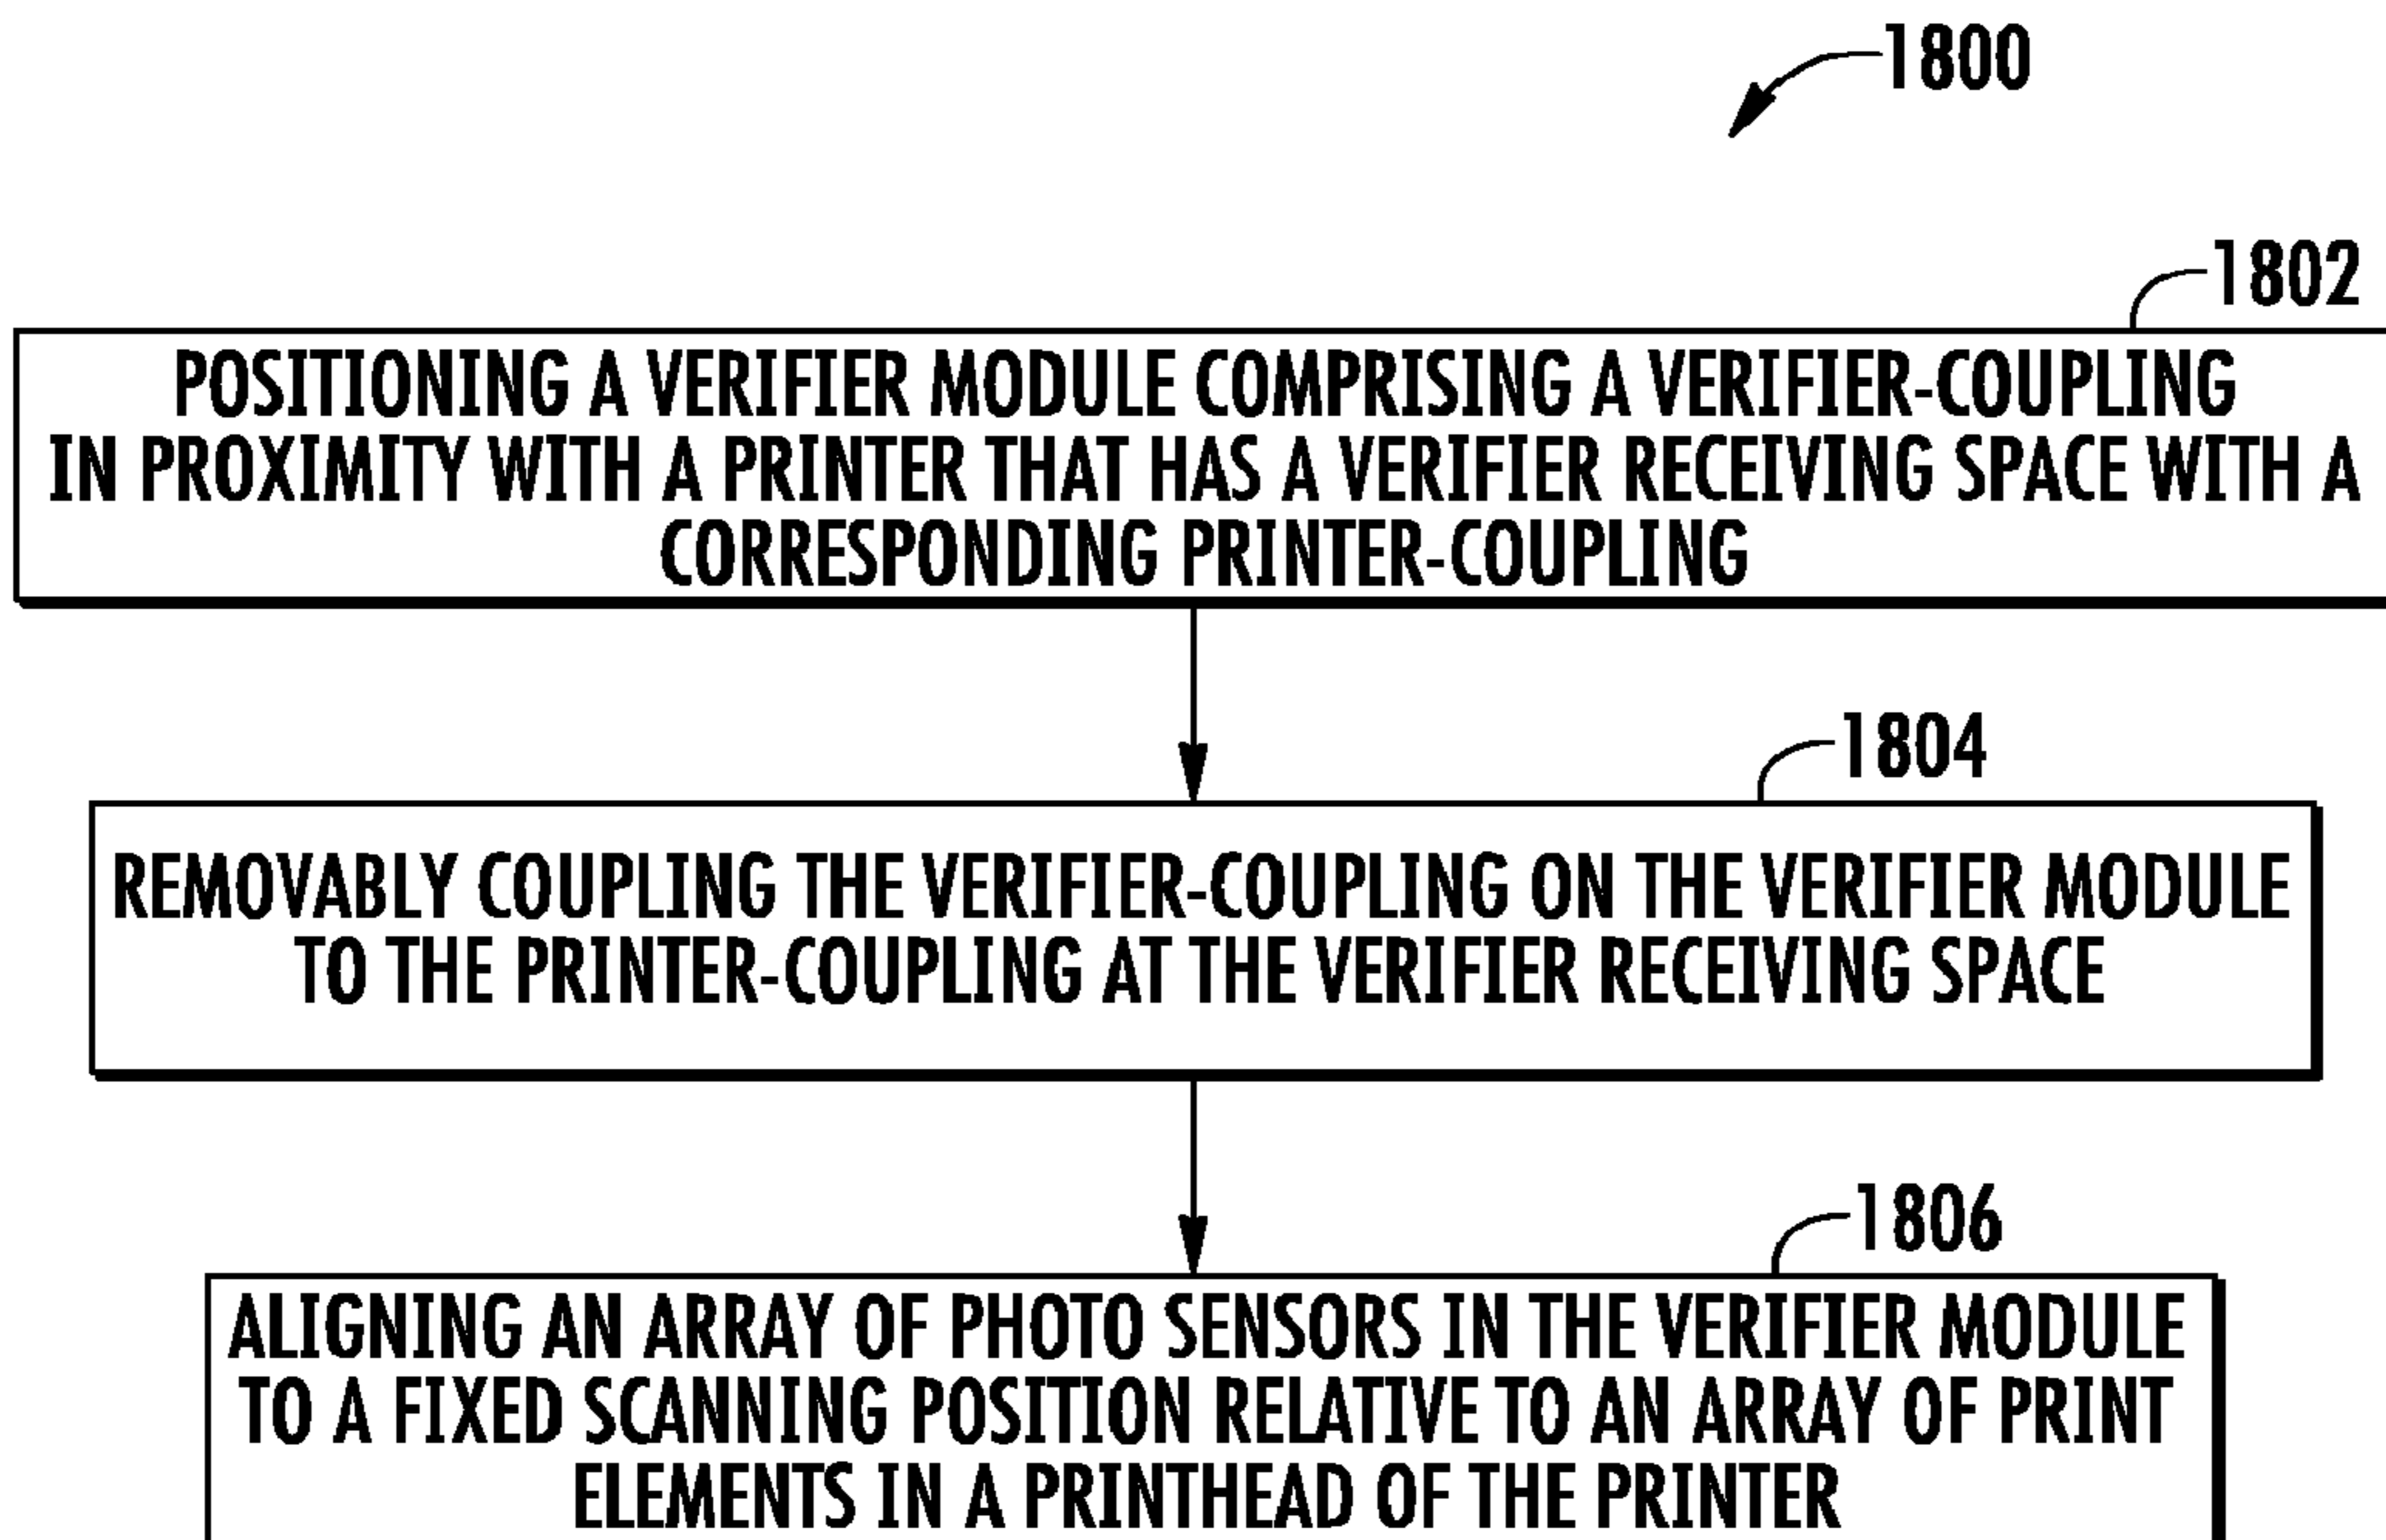 1800
1802
POSITIONING A VERIFIER MODULE COMPRISING A VERIFIER-COUPLING
IN PROXIMITY WITH A PRINTER THAT HAS A VERIFIER RECEIVING SPACE WITH A
CORRESPONDING PRINTER-COUPLING
1804
REMOVABLY COUPLING THE VERIFIER-COUPLING ON THE VERIFIER MODULE
TO THE PRINTER-COUPLING AT THE VERIFIER RECEIVING SPACE
1806
ALIGNING AN ARRAY OF PHOTO SENSORS IN THE VERIFIER MODULE
TO A FIXED SCANNING POSITION RELATIVE TO AN ARRAY OF PRINT
ELEMENTS IN A PRINTHEAD OF THE PRINTER